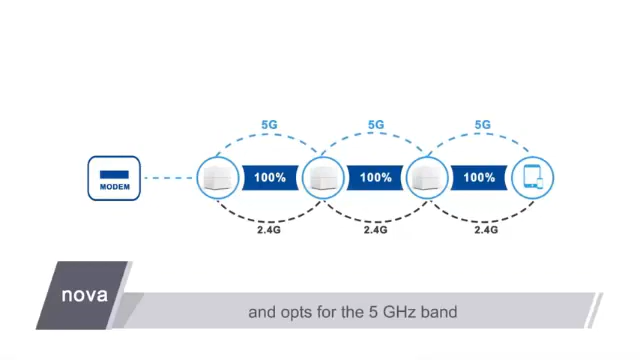 5G 5G 5G
MODEM
100% 100% 100%
2.4G 2.4G 2.4G
nova
and opts for the 5 GHz band